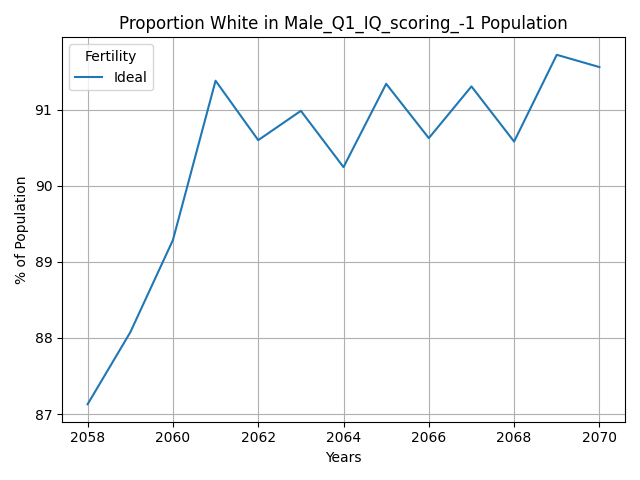 Proportion White in Male_Q1_IQ_scoring_-1 Population
Fertility
Ideal
% of Population
91
90
89
88
87
2058 2060 2062 2064 2066 2068 2070
Years